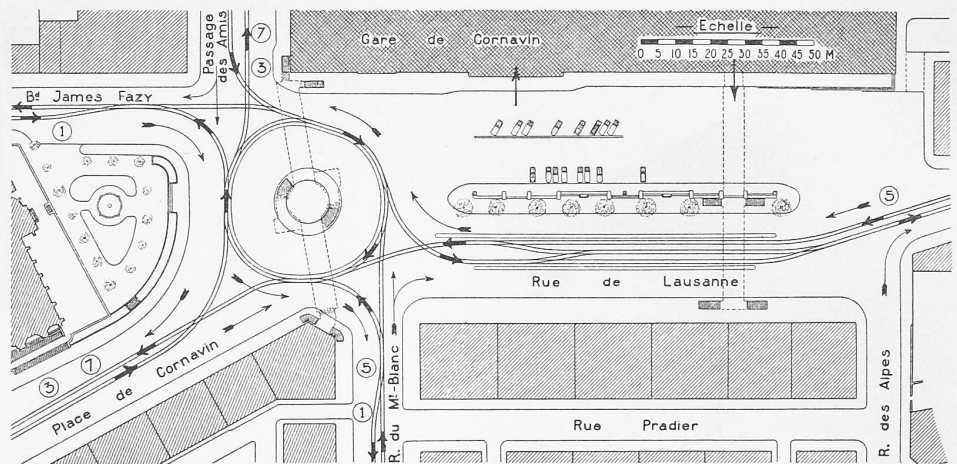 Passage
des Amis
7
3
Gare de Cornavin
Echelle
0 5 10 15 20 25 30 35 40 45 50 M
Bd James Fazy
1
5
Rue de Lausanne
3
7
Place de Cornavin
5
1
R. du Mt-Blanc
Rue Pradier
R. des Alpes